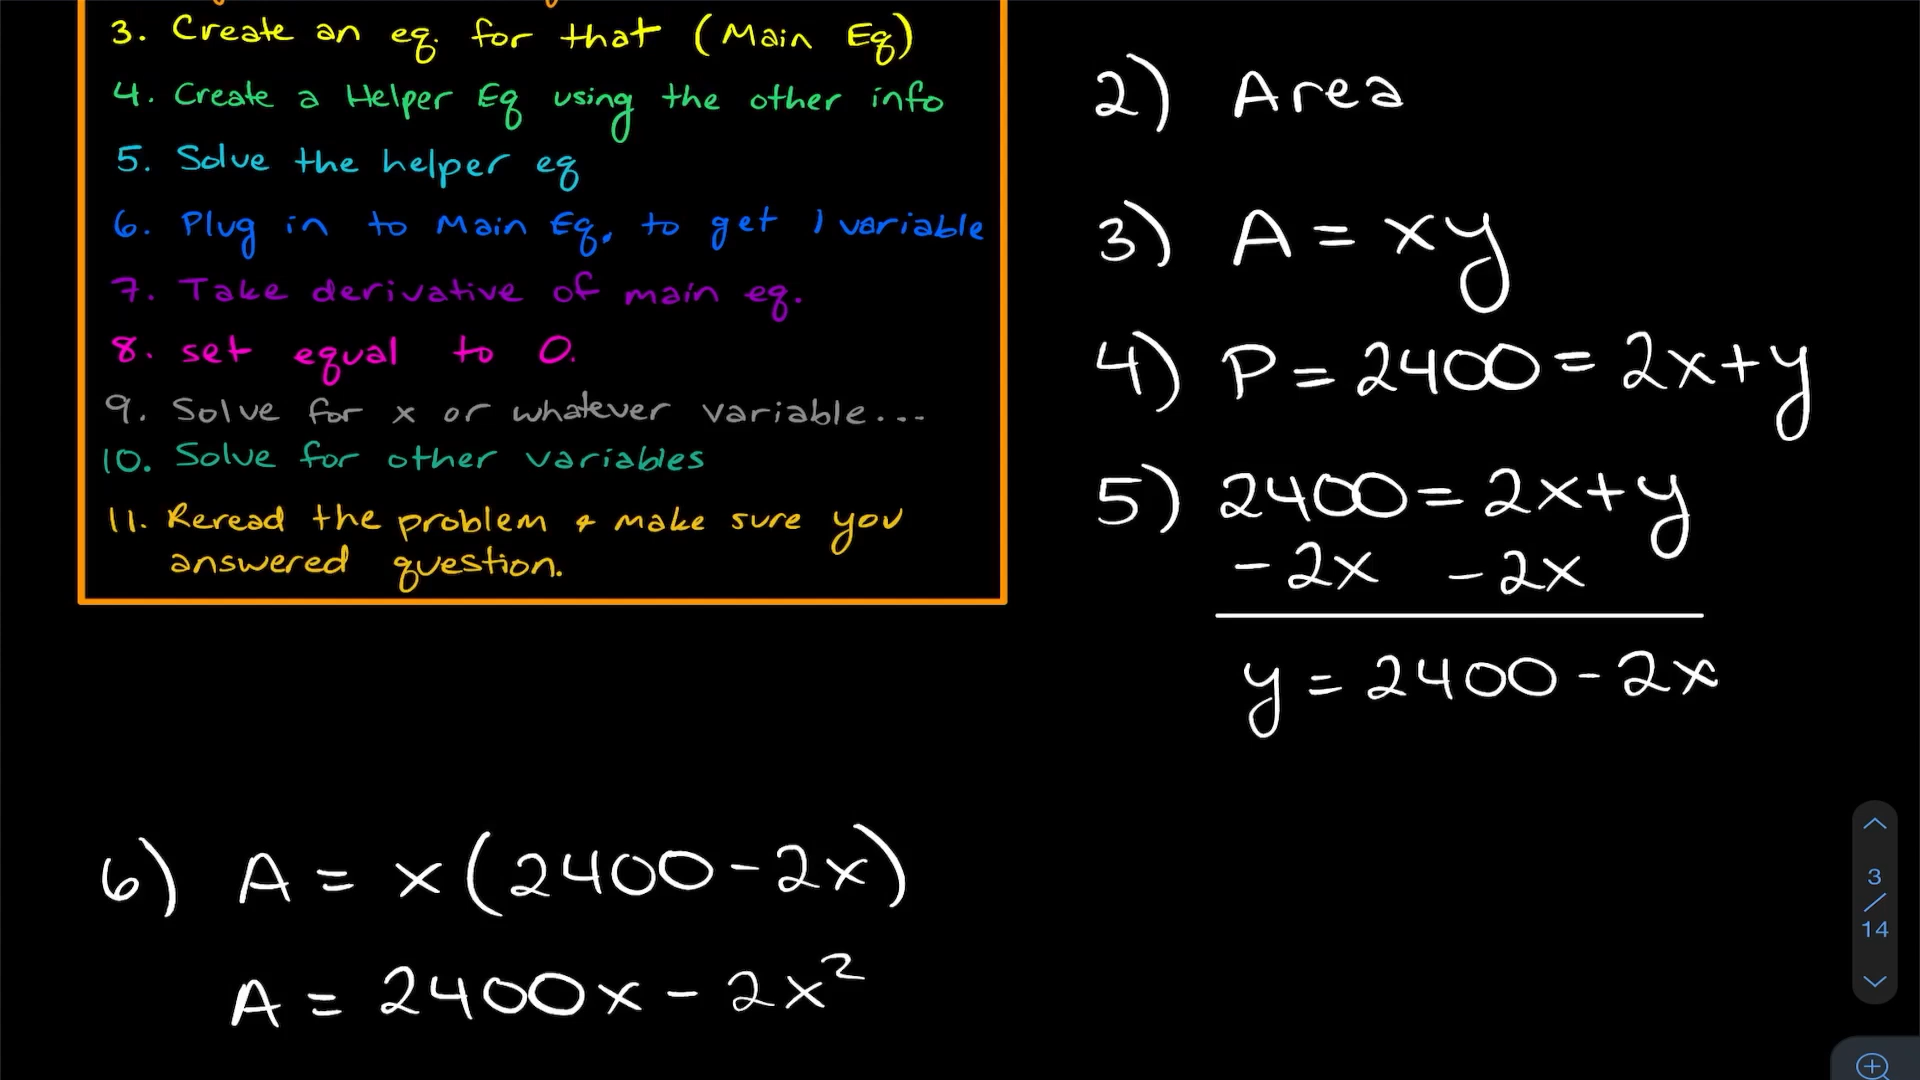 3. Create an eq. for that (Main Eq)
4. Create a Helper Eq using the other info
5. Solve the helper eq
6. Plug in to Main Eq. to get 1 variable
7. Take derivative of main eq.
8. set equal to 0.
9. Solve for x or whatever variable...
10. Solve for other variables
11. Reread the problem & make sure you
answered question.
2) Area
3) A = xy
4) P = 2400 = 2x+y
5) 2400 = 2x+y
-2x -2x
y = 2400 - 2x
6) A = x(2400-2x)
A = 2400x - 2x²
3
/
14